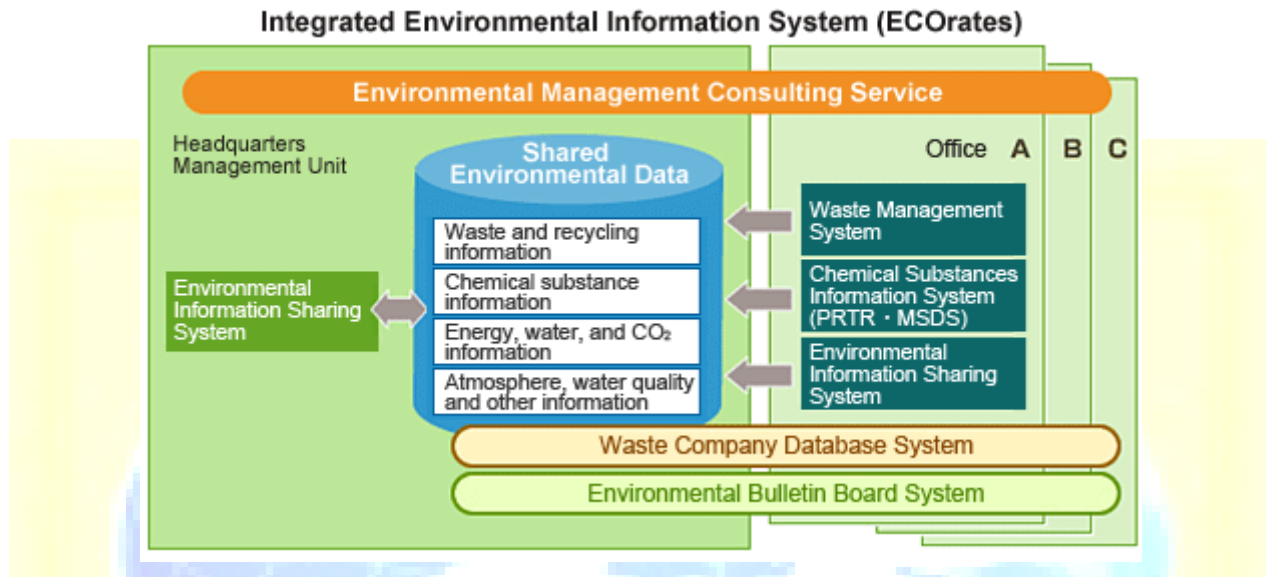 Integrated Environmental Information System (ECOrates)
Environmental Management Consulting Service
Headquarters
Management Unit
Shared
Environmental Data
Waste and recycling
information
Chemical substance
information
Energy, water, and CO₂
information
Atmosphere, water quality
and other information
Environmental
Information Sharing
System
Office A B C
Waste Management
System
Chemical Substances
Information System
(PRTR・MSDS)
Environmental
Information Sharing
System
Waste Company Database System
Environmental Bulletin Board System